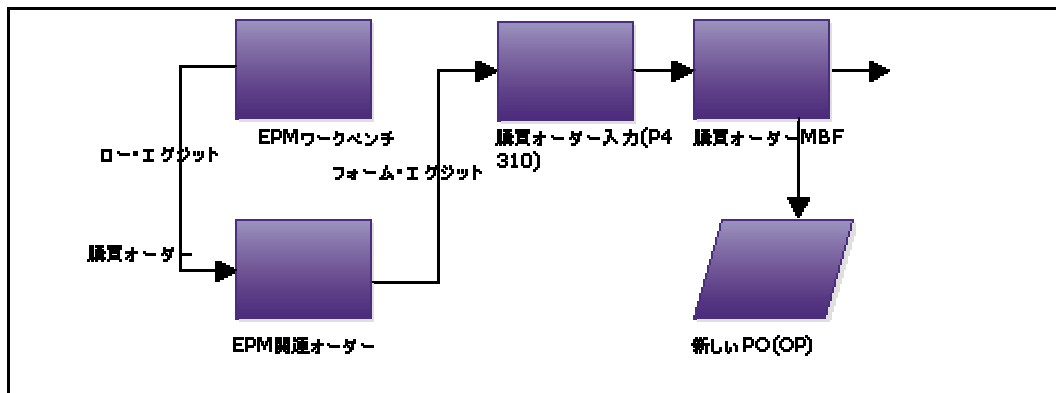 EPMワークベンチ
購買オーダー入力(P4
310)
購買オーダーMBF
ロー・エグジット
フォーム・エグジット
購買オーダー
EPM関連オーダー
新しいPO(OP)